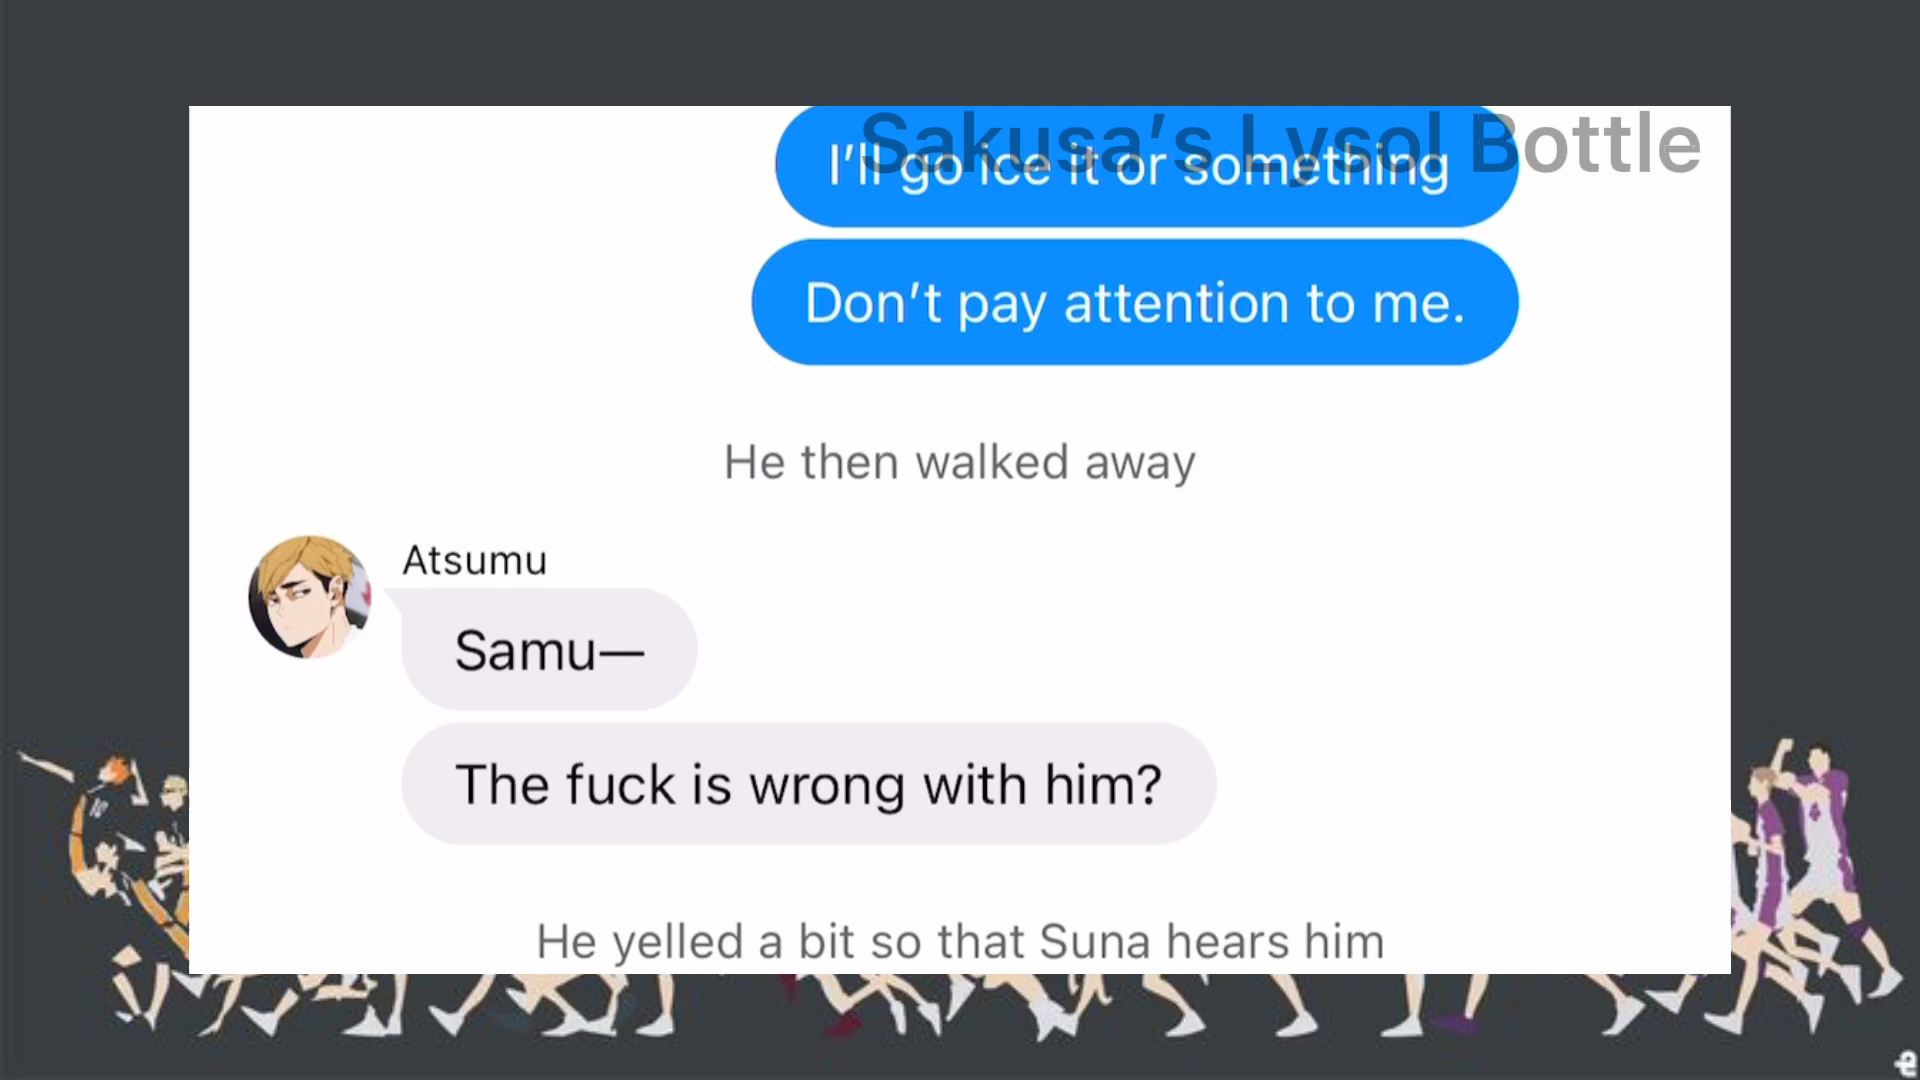 Sakusa's Lysol Bottle
I'll go ice it or something
Don't pay attention to me.
He then walked away
Atsumu
Samu—
The fuck is wrong with him?
He yelled a bit so that Suna hears him